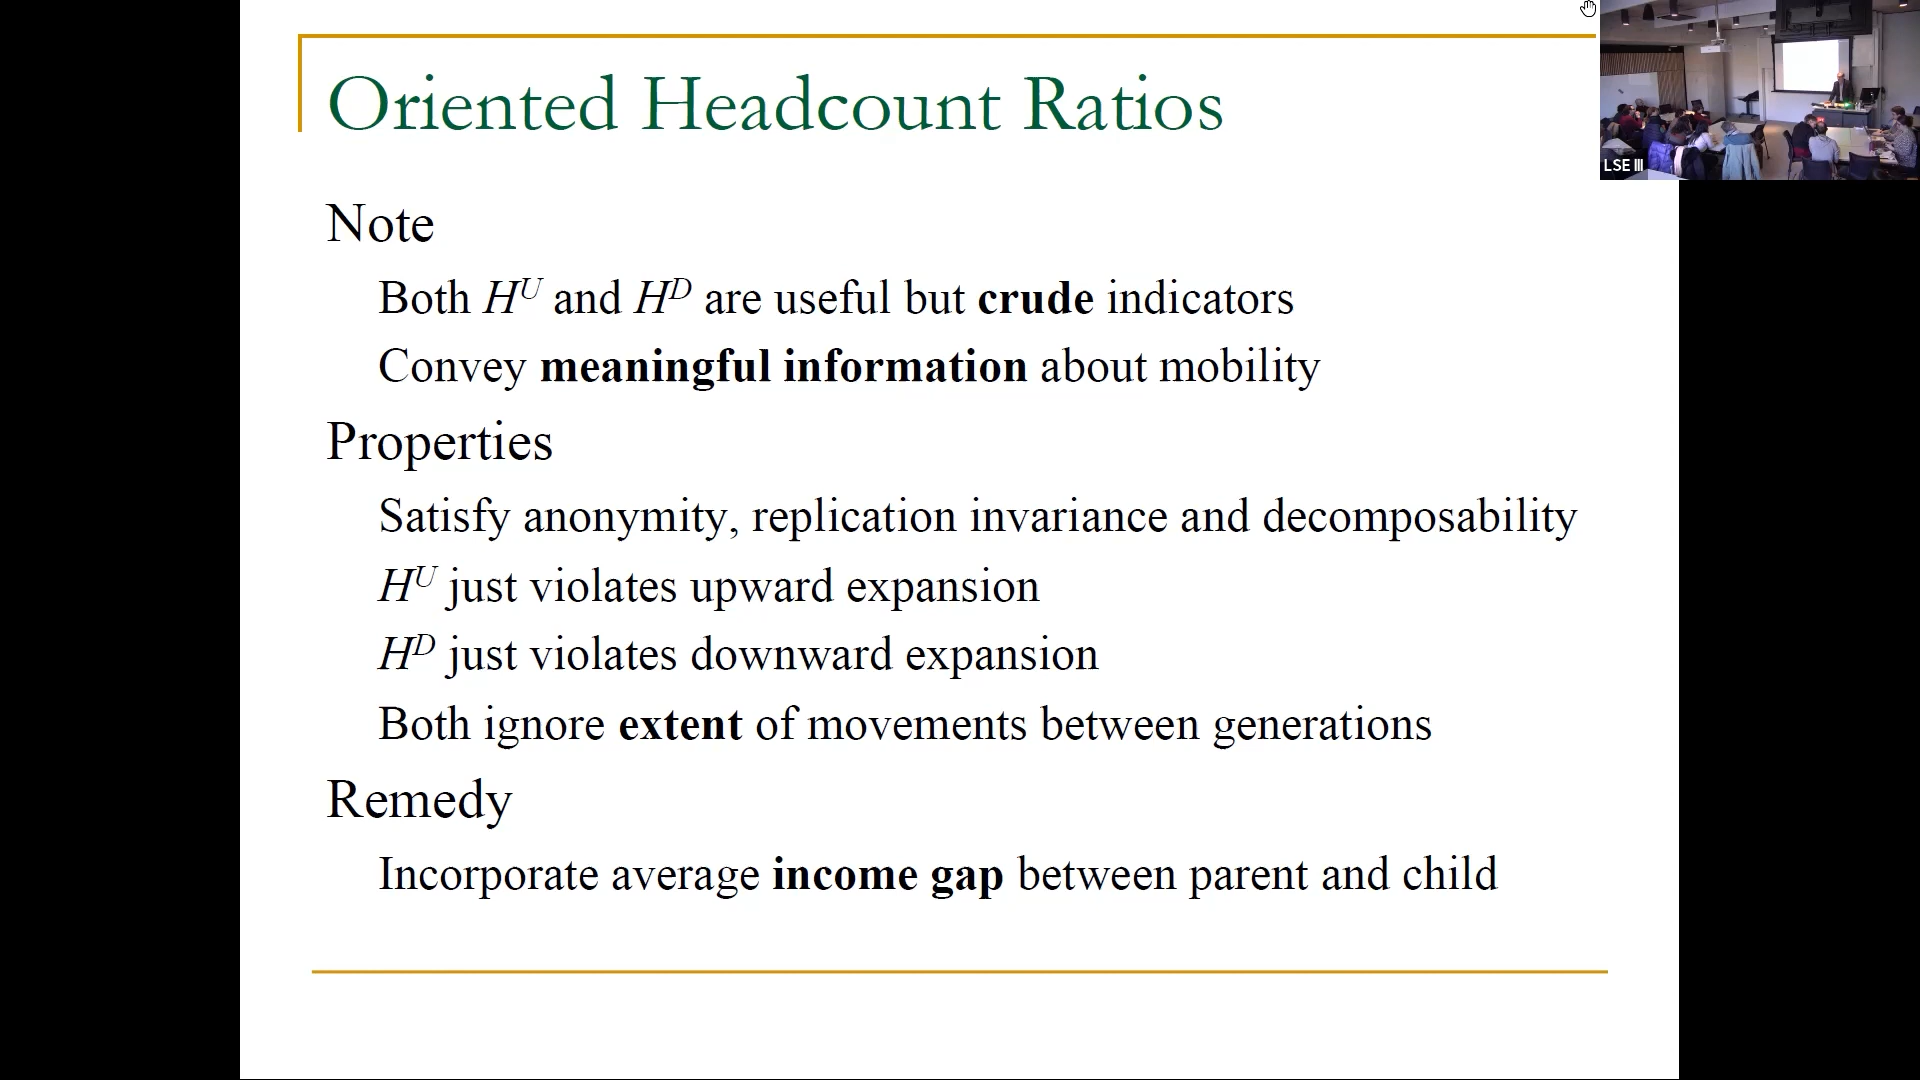 Oriented Headcount Ratios
LSE III
Note
Both H^U and H^D are useful but crude indicators
Convey meaningful information about mobility
Properties
Satisfy anonymity, replication invariance and decomposability
H^U just violates upward expansion
H^D just violates downward expansion
Both ignore extent of movements between generations
Remedy
Incorporate average income gap between parent and child